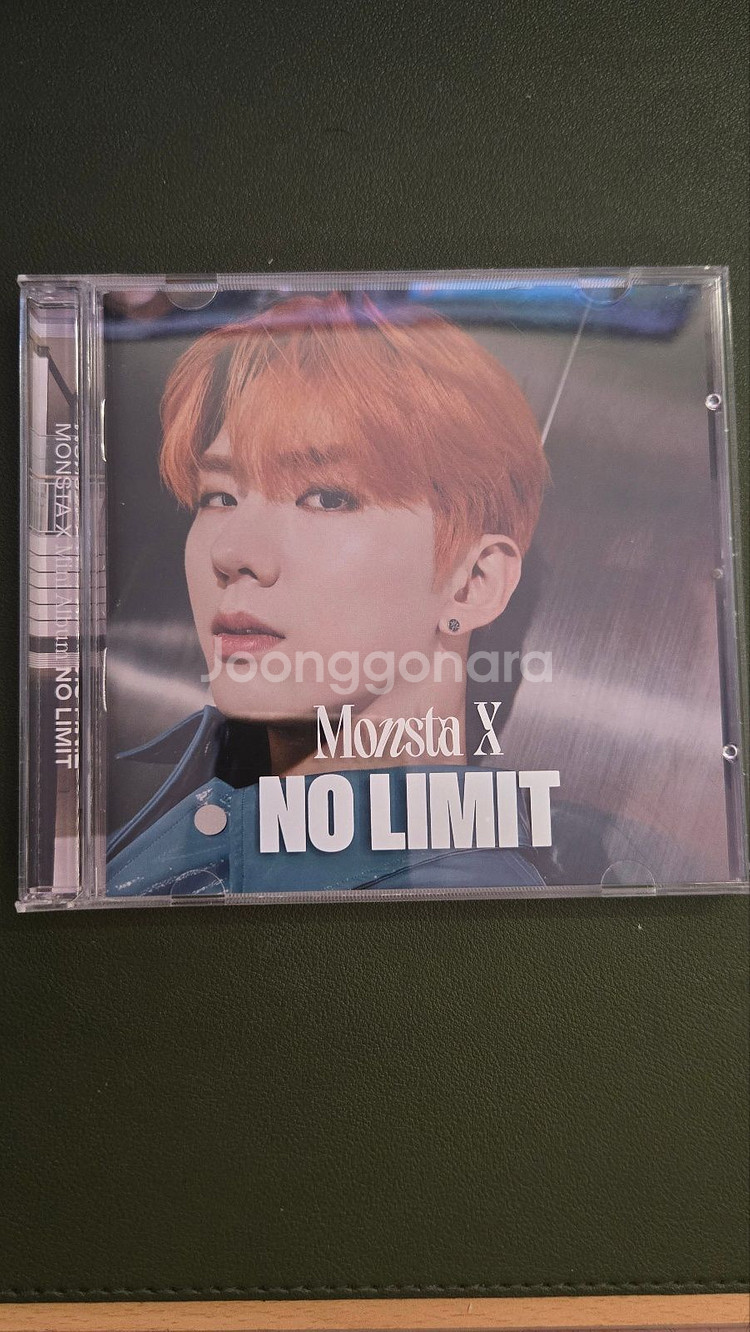 MONSTA X Mini Album NO LIMIT
Joonggonara
Monsta X
NO LIMIT